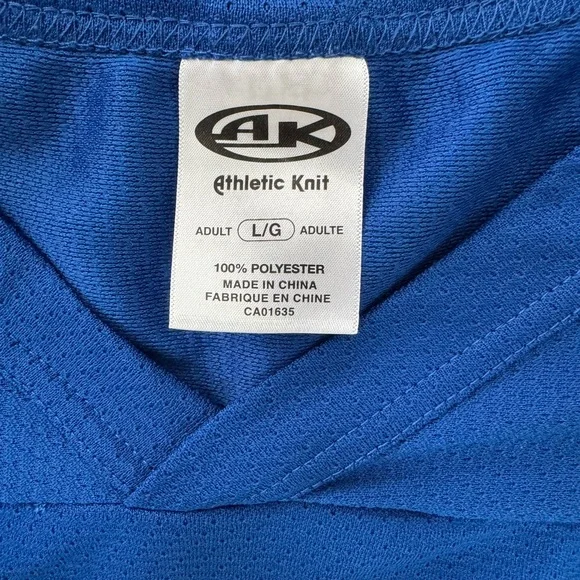 AK
Athletic Knit
ADULT L/G ADULTE
100% POLYESTER
MADE IN CHINA
FABRIQUE EN CHINE
CA01635